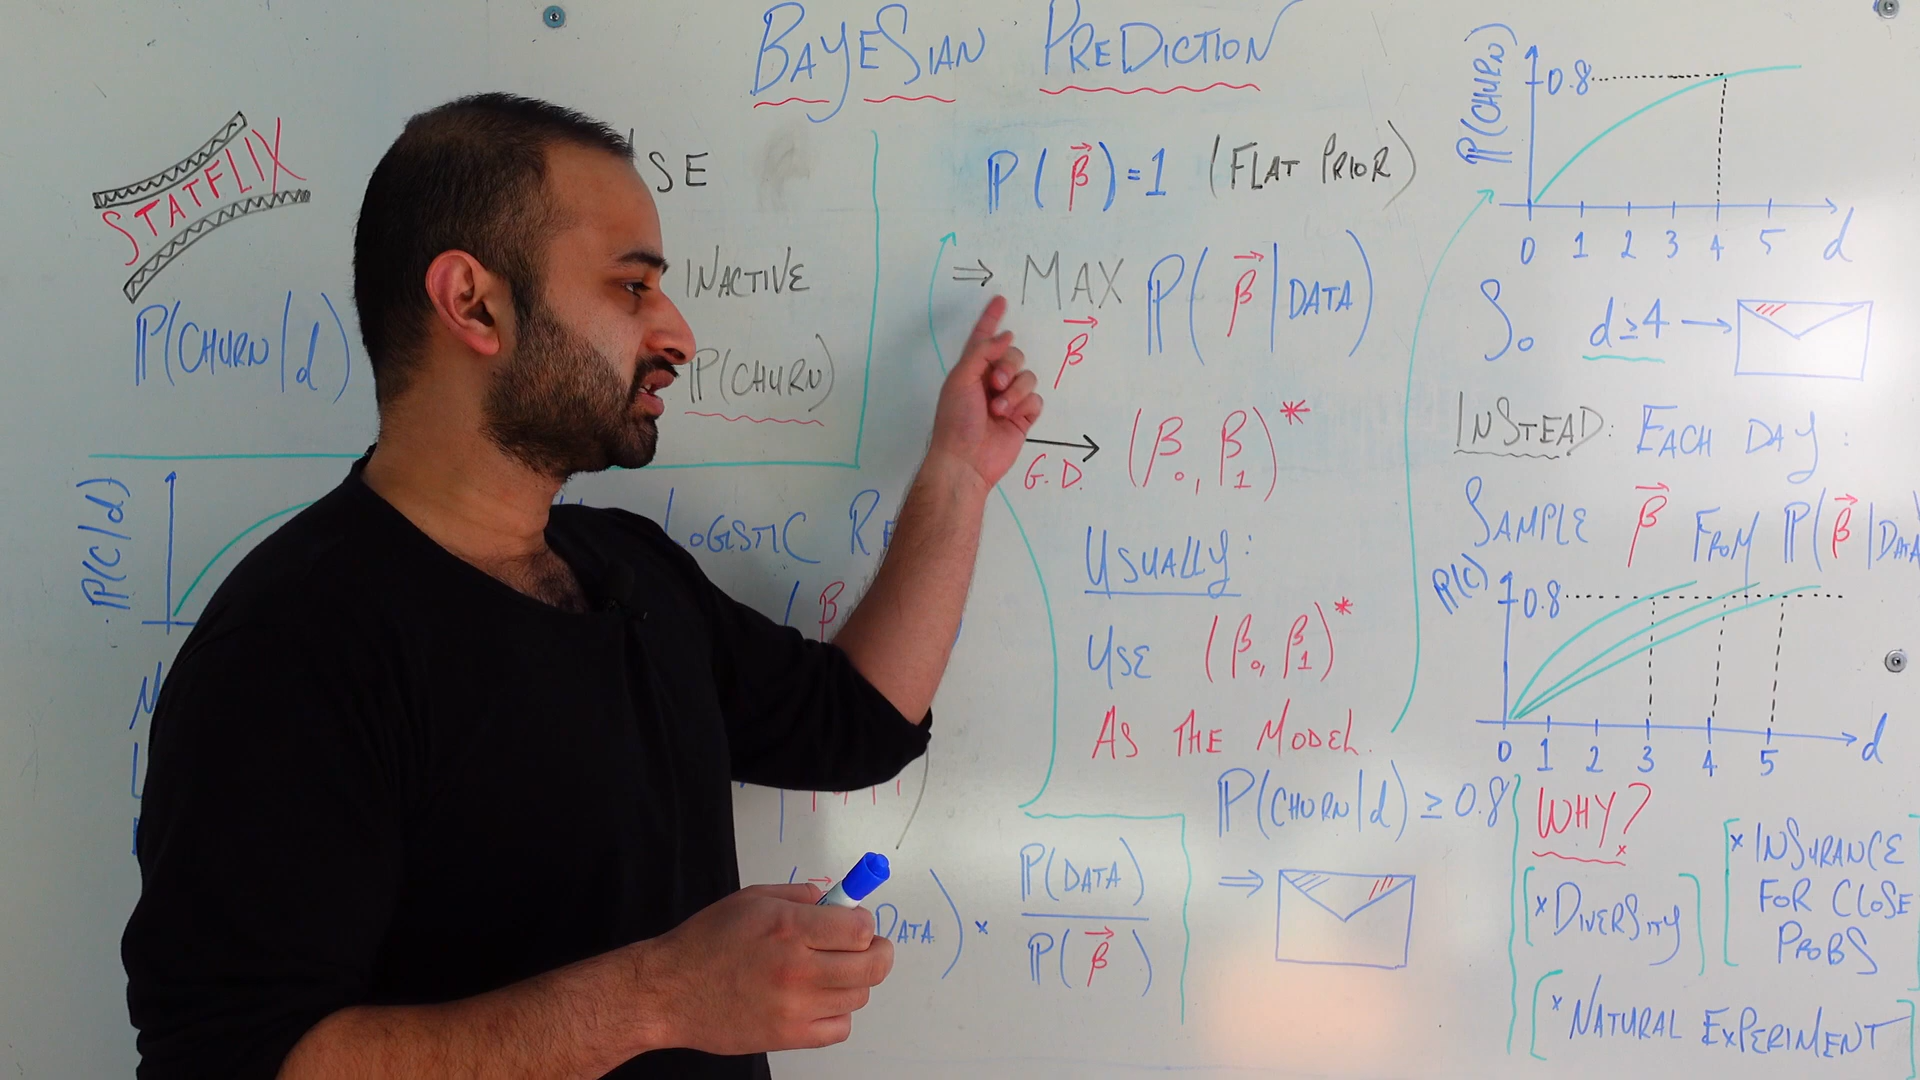 BAYESIAN PREDICTION
STATFLIX
SE
P(CHURN|d)
INACTIVE
P(CHURN)
P(C|d)
LOGISTIC RE
β
P(β⃗)=1 (FLAT PRIOR)
⇒ MAX P(β⃗|DATA)
β⃗
G.D. → (β₀, β₁)*
USUALLY:
USE (β₀, β₁)*
AS THE MODEL.
DATA) × P(DATA)
P(β⃗)
P(CHURN|d) ≥ 0.8
⇒
P(CHURN)
0.8
0 1 2 3 4 5 d
So d≥4 →
INSTEAD: EACH DAY:
SAMPLE β⃗ FROM P(β⃗|DATA
P(C)
0.8
0 1 2 3 4 5 d
WHY?
× DIVERSITY
× INSURANCE
FOR CLOSE
PROBS
× NATURAL EXPERIMENT